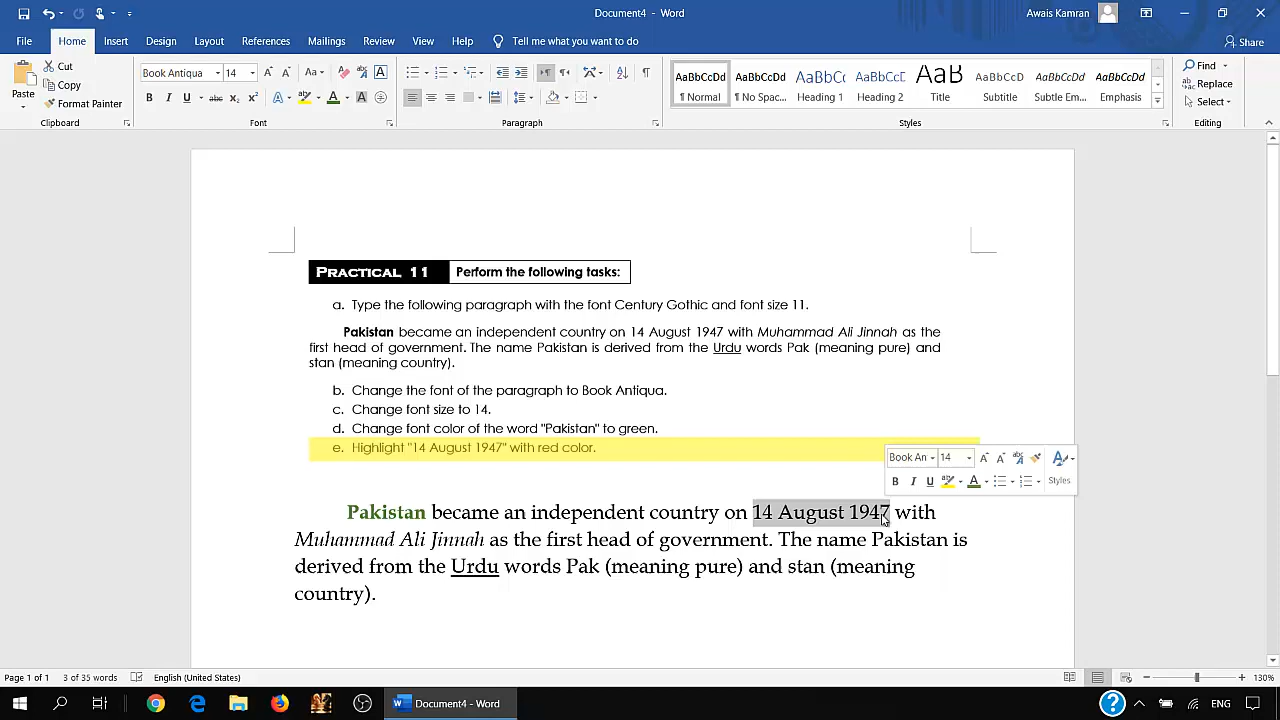 Document4 - Word
Awais Kamran
File Home Insert Design Layout References Mailings Review View Help Tell me what you want to do Share
Paste
Cut
Copy
Format Painter
Clipboard
Book Antiqua 14
Font
Paragraph
AaBbCcDd AaBbCcDd AaBbCc AaBbCcE AaB AaBbCcD AaBbCcDd AaBbCcDd
¶ Normal ¶ No Spac... Heading 1 Heading 2 Title Subtitle Subtle Em... Emphasis
Styles
Find
Replace
Select
Editing
PRACTICAL 11 Perform the following tasks:
a. Type the following paragraph with the font Century Gothic and font size 11.
Pakistan became an independent country on 14 August 1947 with Muhammad Ali Jinnah as the
first head of government. The name Pakistan is derived from the Urdu words Pak (meaning pure) and
stan (meaning country).
b. Change the font of the paragraph to Book Antiqua.
c. Change font size to 14.
d. Change font color of the word "Pakistan" to green.
e. Highlight "14 August 1947" with red color.
Book An 14
B I U Styles
Pakistan became an independent country on 14 August 1947 with
Muhammad Ali Jinnah as the first head of government. The name Pakistan is
derived from the Urdu words Pak (meaning pure) and stan (meaning
country).
Page 1 of 1 3 of 35 words English (United States) 130%
Document4 - Word ENG